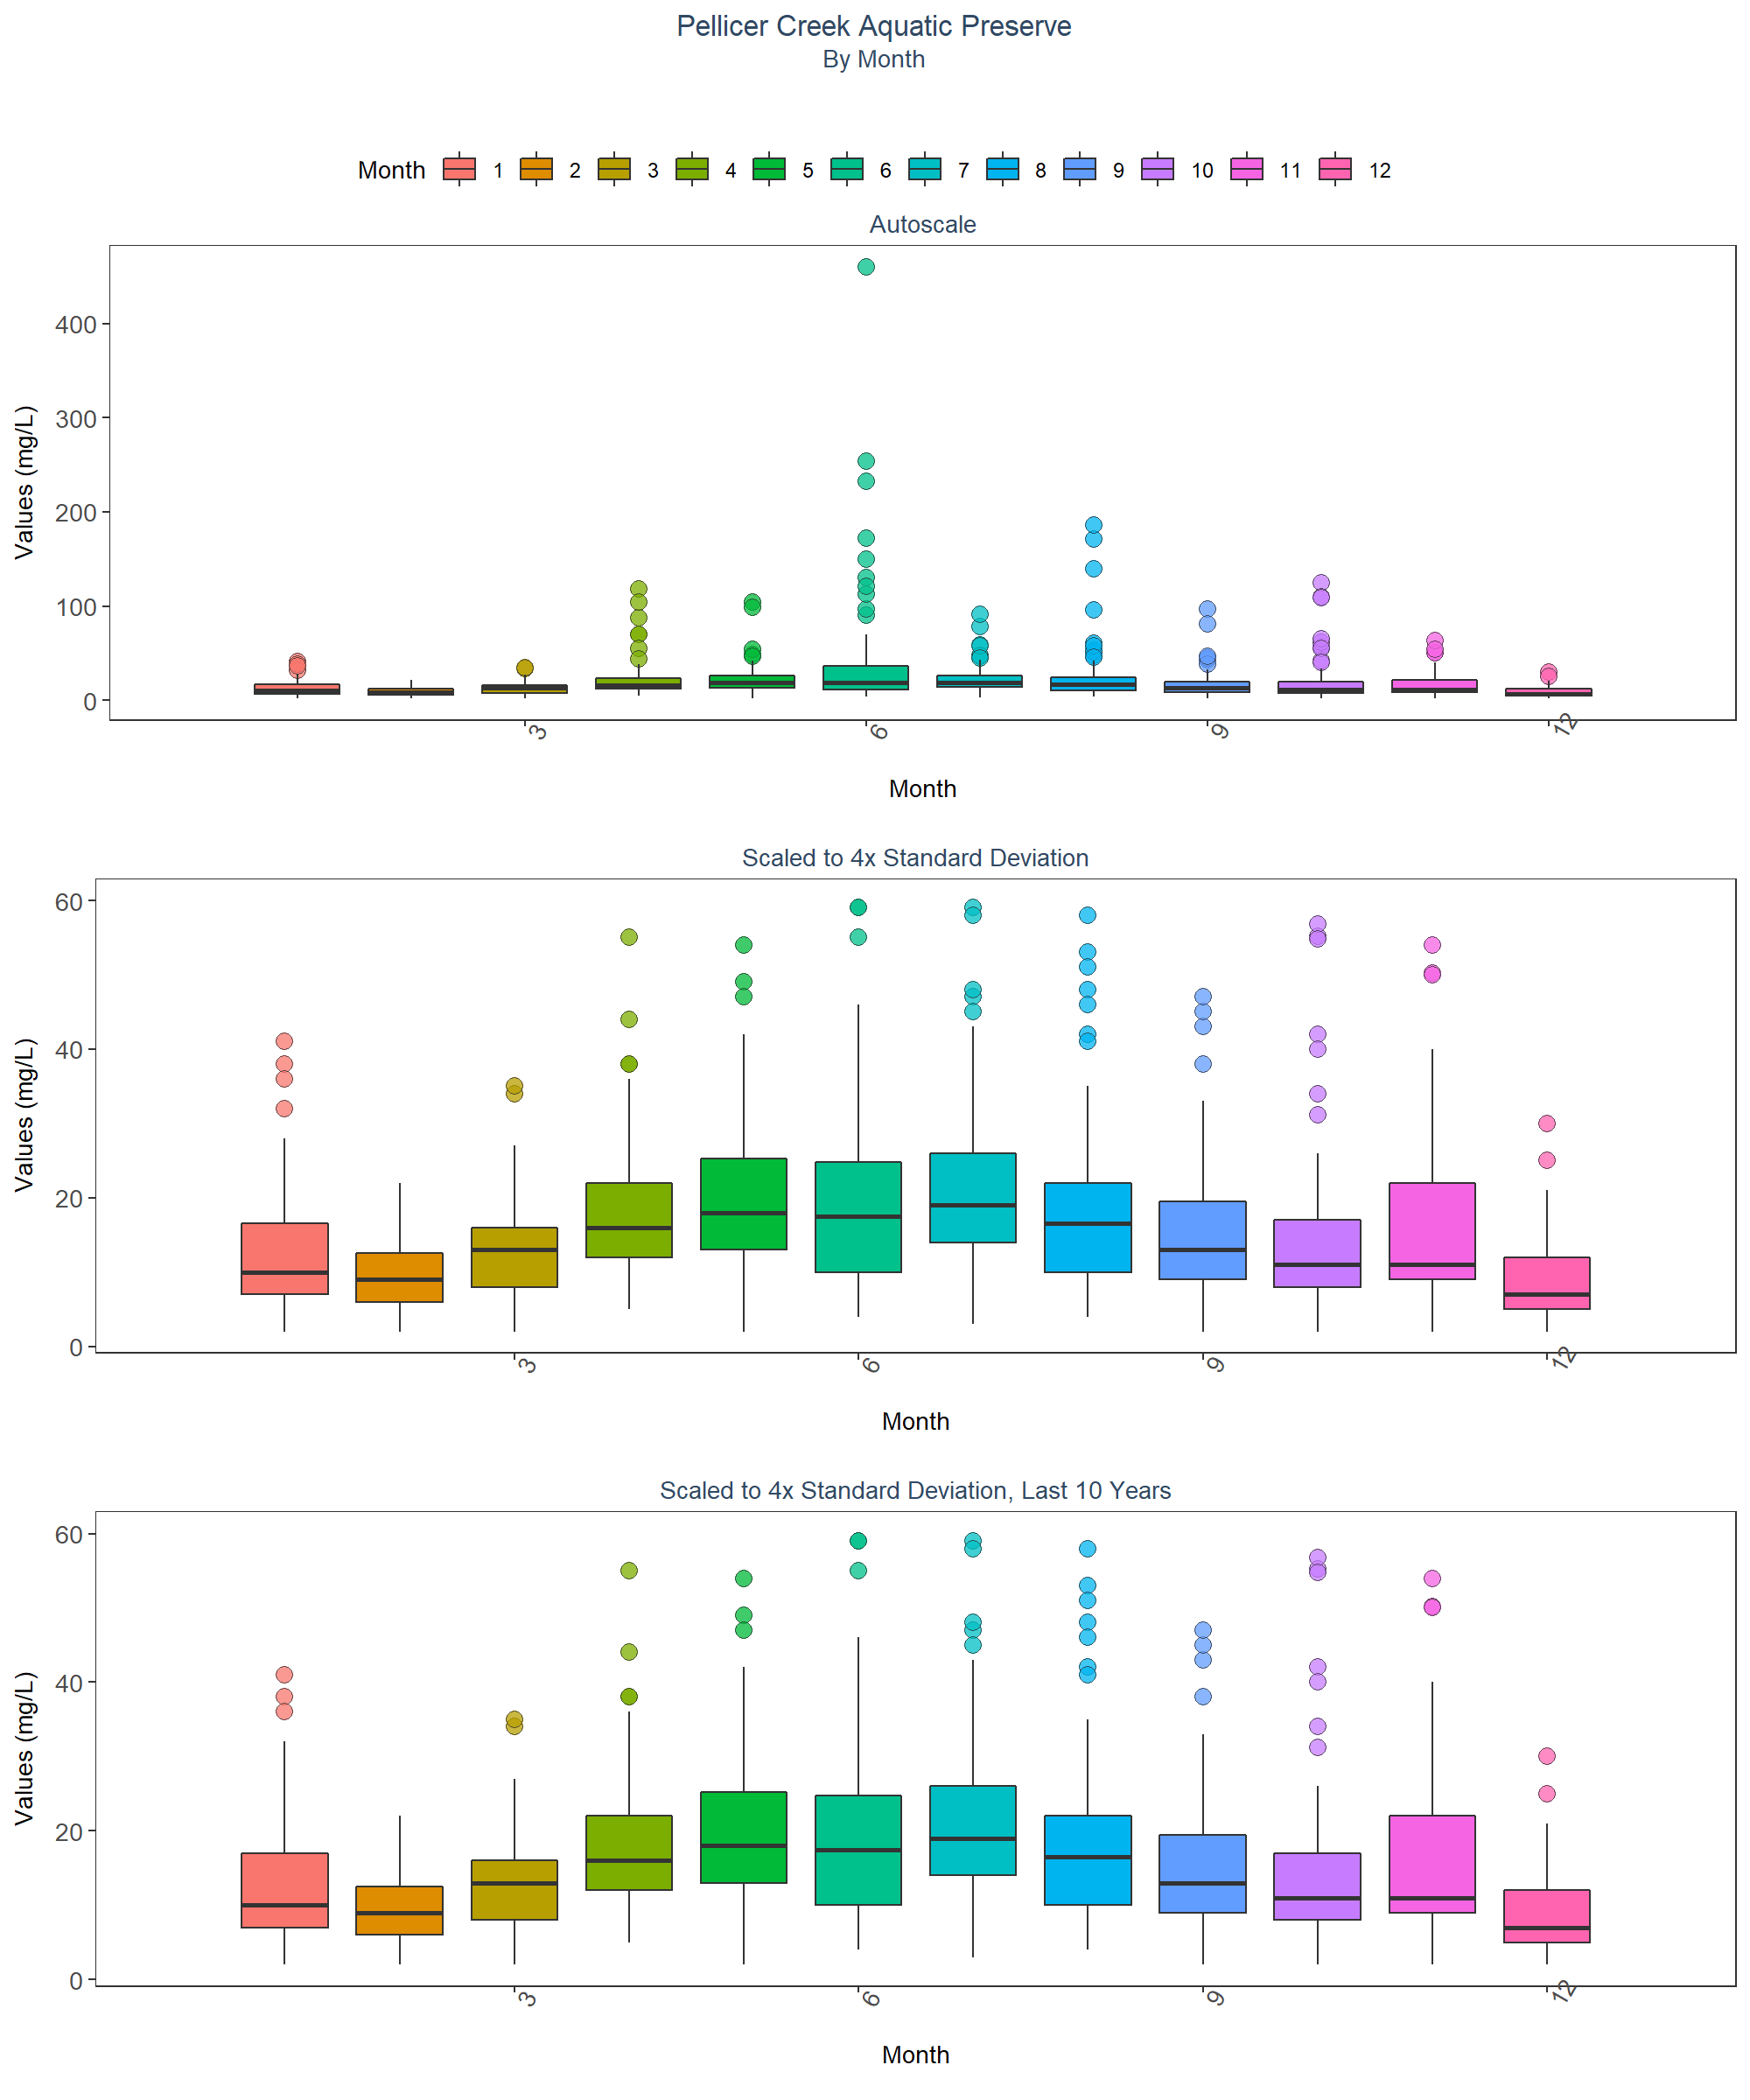 Pellicer Creek Aquatic Preserve
By Month
Month 1 2 3 4 5 6 7 8 9 10 11 12
Autoscale
Values (mg/L)
400
300
200
100
0
3 6 9 12
Month
Scaled to 4x Standard Deviation
Values (mg/L)
60
40
20
0
3 6 9 12
Month
Scaled to 4x Standard Deviation, Last 10 Years
Values (mg/L)
60
40
20
0
3 6 9 12
Month